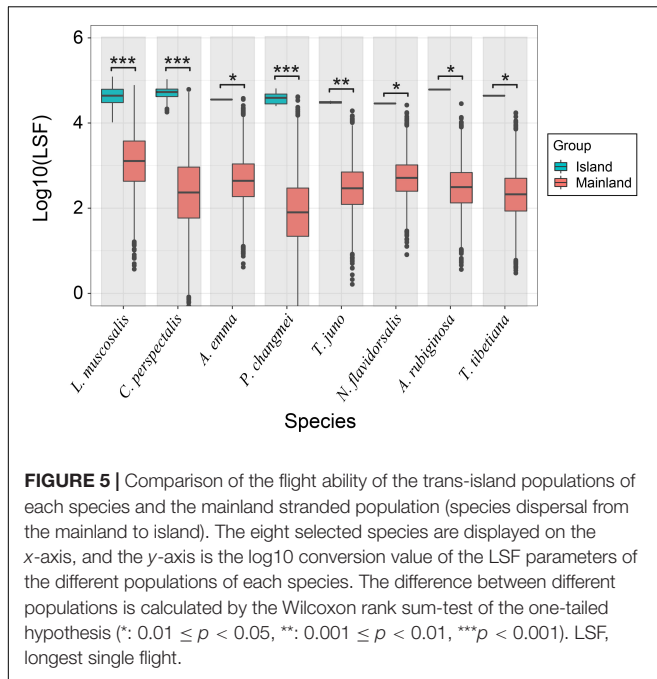 6
4
2
0
Log10(LSF)
*** *** * *** ** * * *
Group
Island
Mainland
L. muscosalis
C. perspectalis
A. emma
P. changmei
T. juno
N. flavidorsalis
A. rubiginosa
T. tibetiana
Species
FIGURE 5 | Comparison of the flight ability of the trans-island populations of
each species and the mainland stranded population (species dispersal from
the mainland to island). The eight selected species are displayed on the
x-axis, and the y-axis is the log10 conversion value of the LSF parameters of
the different populations of each species. The difference between different
populations is calculated by the Wilcoxon rank sum-test of the one-tailed
hypothesis (*: 0.01 ≤ p < 0.05, **: 0.001 ≤ p < 0.01, ***p < 0.001). LSF,
longest single flight.